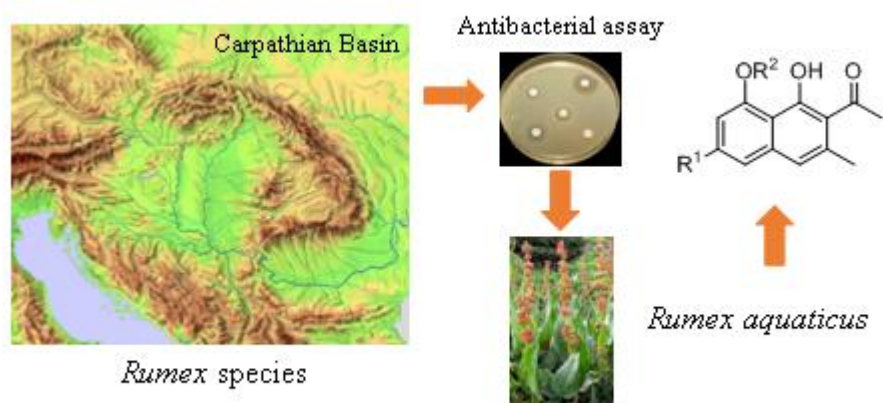 Carpathian Basin
Antibacterial assay
OR²
OH
O
R¹
Rumex aquaticus
Rumex species